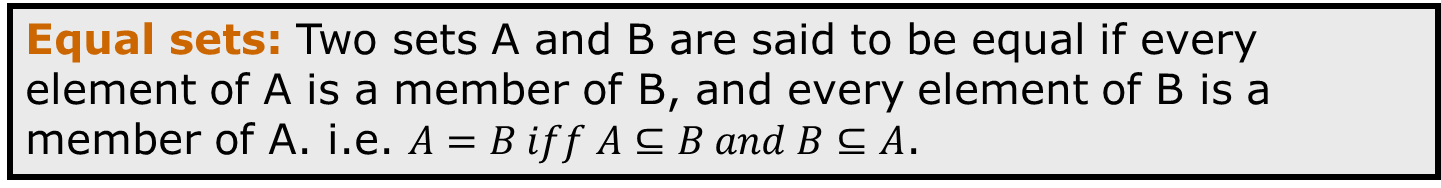 Equal sets: Two sets A and B are said to be equal if every
element of A is a member of B, and every element of B is a
member of A. i.e. A = B iff A ⊆ B and B ⊆ A.